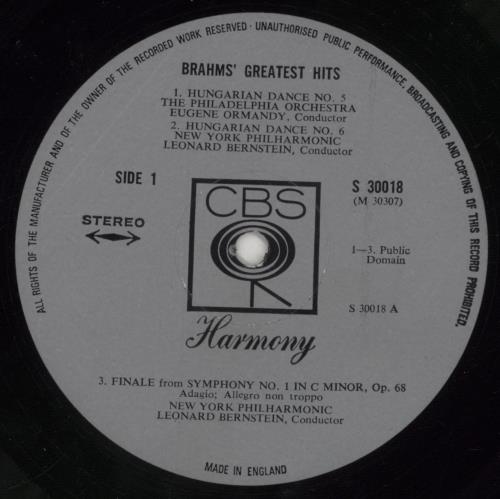 ALL RIGHTS OF THE MANUFACTURER AND OF THE OWNER OF THE RECORDED WORK RESERVED · UNAUTHORISED PUBLIC PERFORMANCE, BROADCASTING AND COPYING OF THIS RECORD PROHIBITED.
BRAHMS' GREATEST HITS
1. HUNGARIAN DANCE NO. 5
THE PHILADELPHIA ORCHESTRA
EUGENE ORMANDY, Conductor
2. HUNGARIAN DANCE NO. 6
NEW YORK PHILHARMONIC
LEONARD BERNSTEIN, Conductor
SIDE 1
STEREO
CBS
Harmony
S 30018
(M 30307)
1—3. Public
Domain
S 30018 A
3. FINALE from SYMPHONY NO. 1 IN C MINOR, Op. 68
Adagio; Allegro non troppo
NEW YORK PHILHARMONIC
LEONARD BERNSTEIN, Conductor
MADE IN ENGLAND